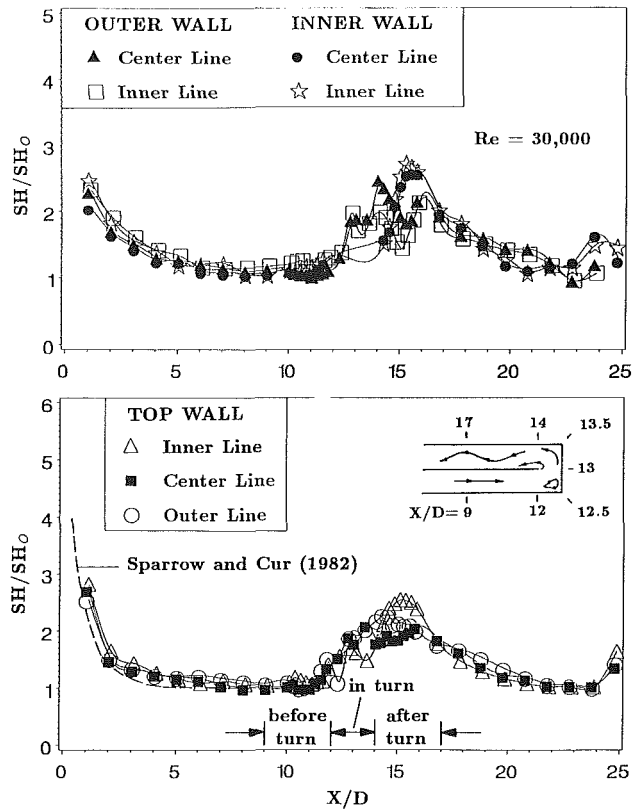 5
4
3
2
1
0
SH/SH_O
OUTER WALL INNER WALL
Center Line Center Line
Inner Line Inner Line
Re = 30,000
0 5 10 15 20 25
6
5
4
3
2
1
0
SH/SH_O
TOP WALL
Inner Line
Center Line
Outer Line
17 14 13.5
13
X/D= 9 12 12.5
Sparrow and Cur (1982)
in turn
before turn
after turn
0 5 10 15 20 25
X/D